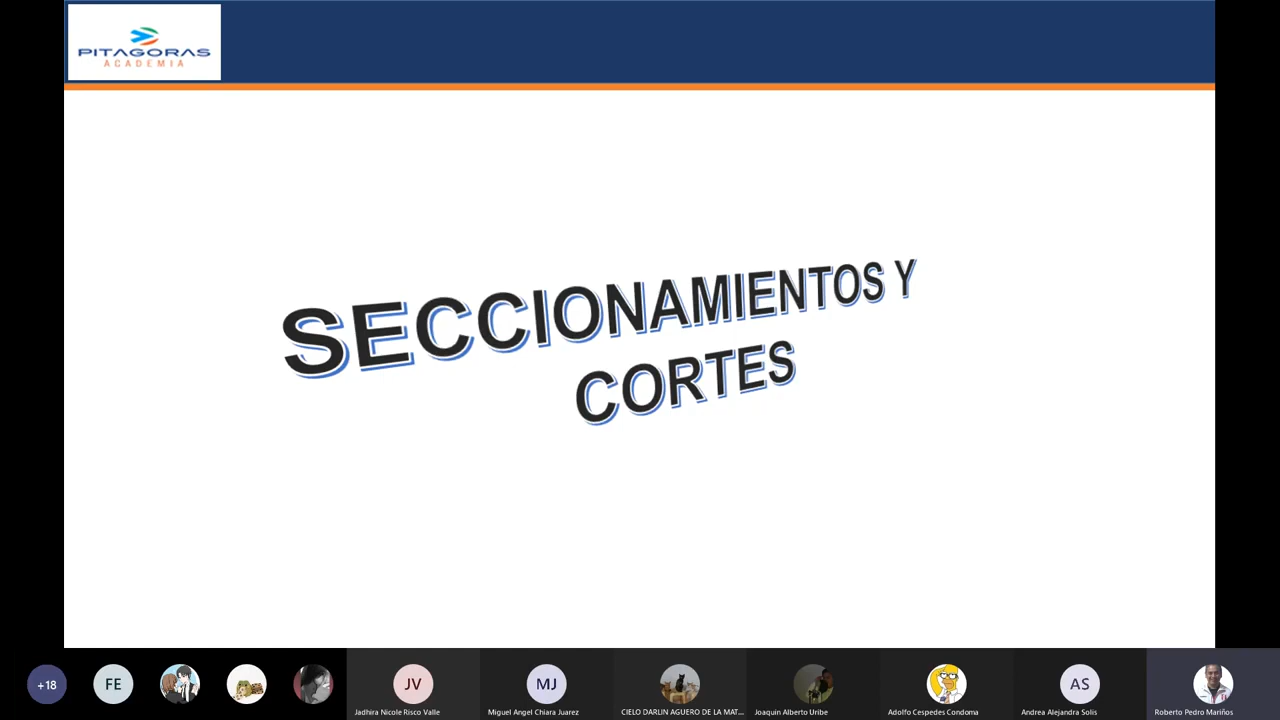 PITAGORAS
ACADEMIA
SECCIONAMIENTOS Y
CORTES
+18
FE
JV
Jadhira Nicole Risco Valle
MJ
Miguel Angel Chiara Juarez
CIELO DARLIN AGUERO DE LA MAT...
Joaquin Alberto Uribe
Adolfo Cespedes Condoma
AS
Andrea Alejandra Solis
Roberto Pedro Mariños